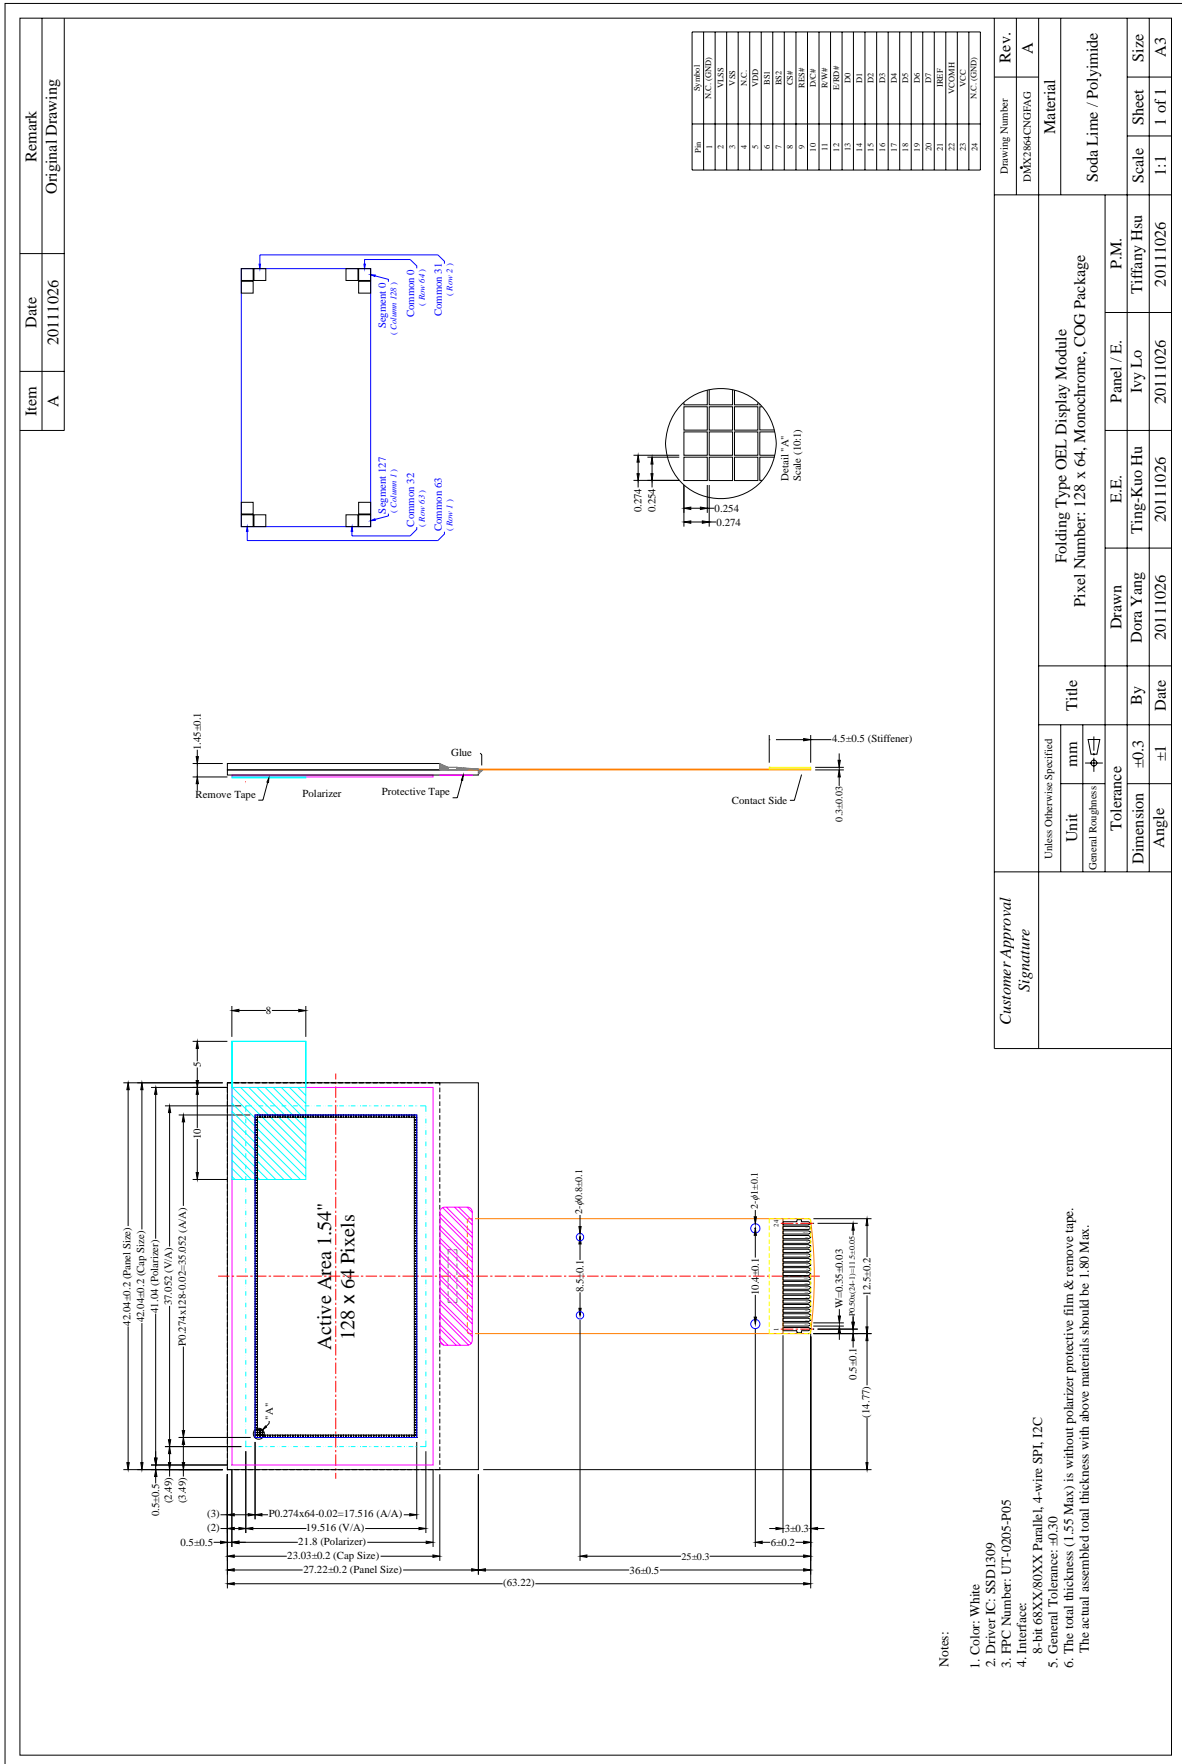 Item Date Remark
A 20111026 Original Drawing
42.04±0.2 (Panel Size)
42.04±0.2 (Cap Size)
41.04 (Polarizer)
37.052 (V/A)
P0.274x128-0.02=35.052 (A/A)
0.5±0.5
(2.49)
(3.49)
10
5
8
Active Area 1.54"
128 x 64 Pixels
"A"
(3)
P0.274x64-0.02=17.516 (A/A)
(2)
19.516 (V/A)
0.5±0.5
21.8 (Polarizer)
23.03±0.2 (Cap Size)
27.22±0.2 (Panel Size)
(63.22)
36±0.5
25±0.3
6±0.2
3±0.3
8.5±0.1
2-ϕ0.8±0.1
10.4±0.1
2-ϕ1±0.1
1
24
W=0.35±0.03
P0.50x(24-1)=11.5±0.05
0.5±0.1
12.5±0.2
(14.77)
1.45±0.1
Remove Tape
Polarizer
Protective Tape
Glue
Contact Side
4.5±0.5 (Stiffener)
0.3±0.03
Segment 127
( Column 1 )
Common 32
( Row 63 )
Common 63
( Row 1 )
Segment 0
( Column 128 )
Common 0
( Row 64 )
Common 31
( Row 2 )
0.274
0.254
0.254
0.274
Detail "A"
Scale (10:1)
Pin Symbol
1 N.C. (GND)
2 VLSS
3 VSS
4 N.C.
5 VDD
6 BS1
7 BS2
8 CS#
9 RES#
10 D/C#
11 R/W#
12 E/RD#
13 D0
14 D1
15 D2
16 D3
17 D4
18 D5
19 D6
20 D7
21 IREF
22 VCOMH
23 VCC
24 N.C. (GND)
Notes:
1. Color: White
2. Driver IC: SSD1309
3. FPC Number: UT-0205-P05
4. Interface:
8-bit 68XX/80XX Parallel, 4-wire SPI, I2C
5. General Tolerance: ±0.30
6. The total thickness (1.55 Max) is without polarizer protective film & remove tape.
The actual assembled total thickness with above materials should be 1.80 Max.
Customer Approval
Signature
Unless Otherwise Specified
Unit mm
General Roughness
Tolerance
Dimension ±0.3
Angle ±1
Title
Folding Type OEL Display Module
Pixel Number: 128 x 64, Monochrome, COG Package
Drawn E.E. Panel / E. P.M.
By Dora Yang Ting-Kuo Hu Ivy Lo Tiffany Hsu
Date 20111026 20111026 20111026 20111026
Drawing Number Rev.
DMX2864CNGFAG A
Material
Soda Lime / Polyimide
Scale Sheet Size
1:1 1 of 1 A3